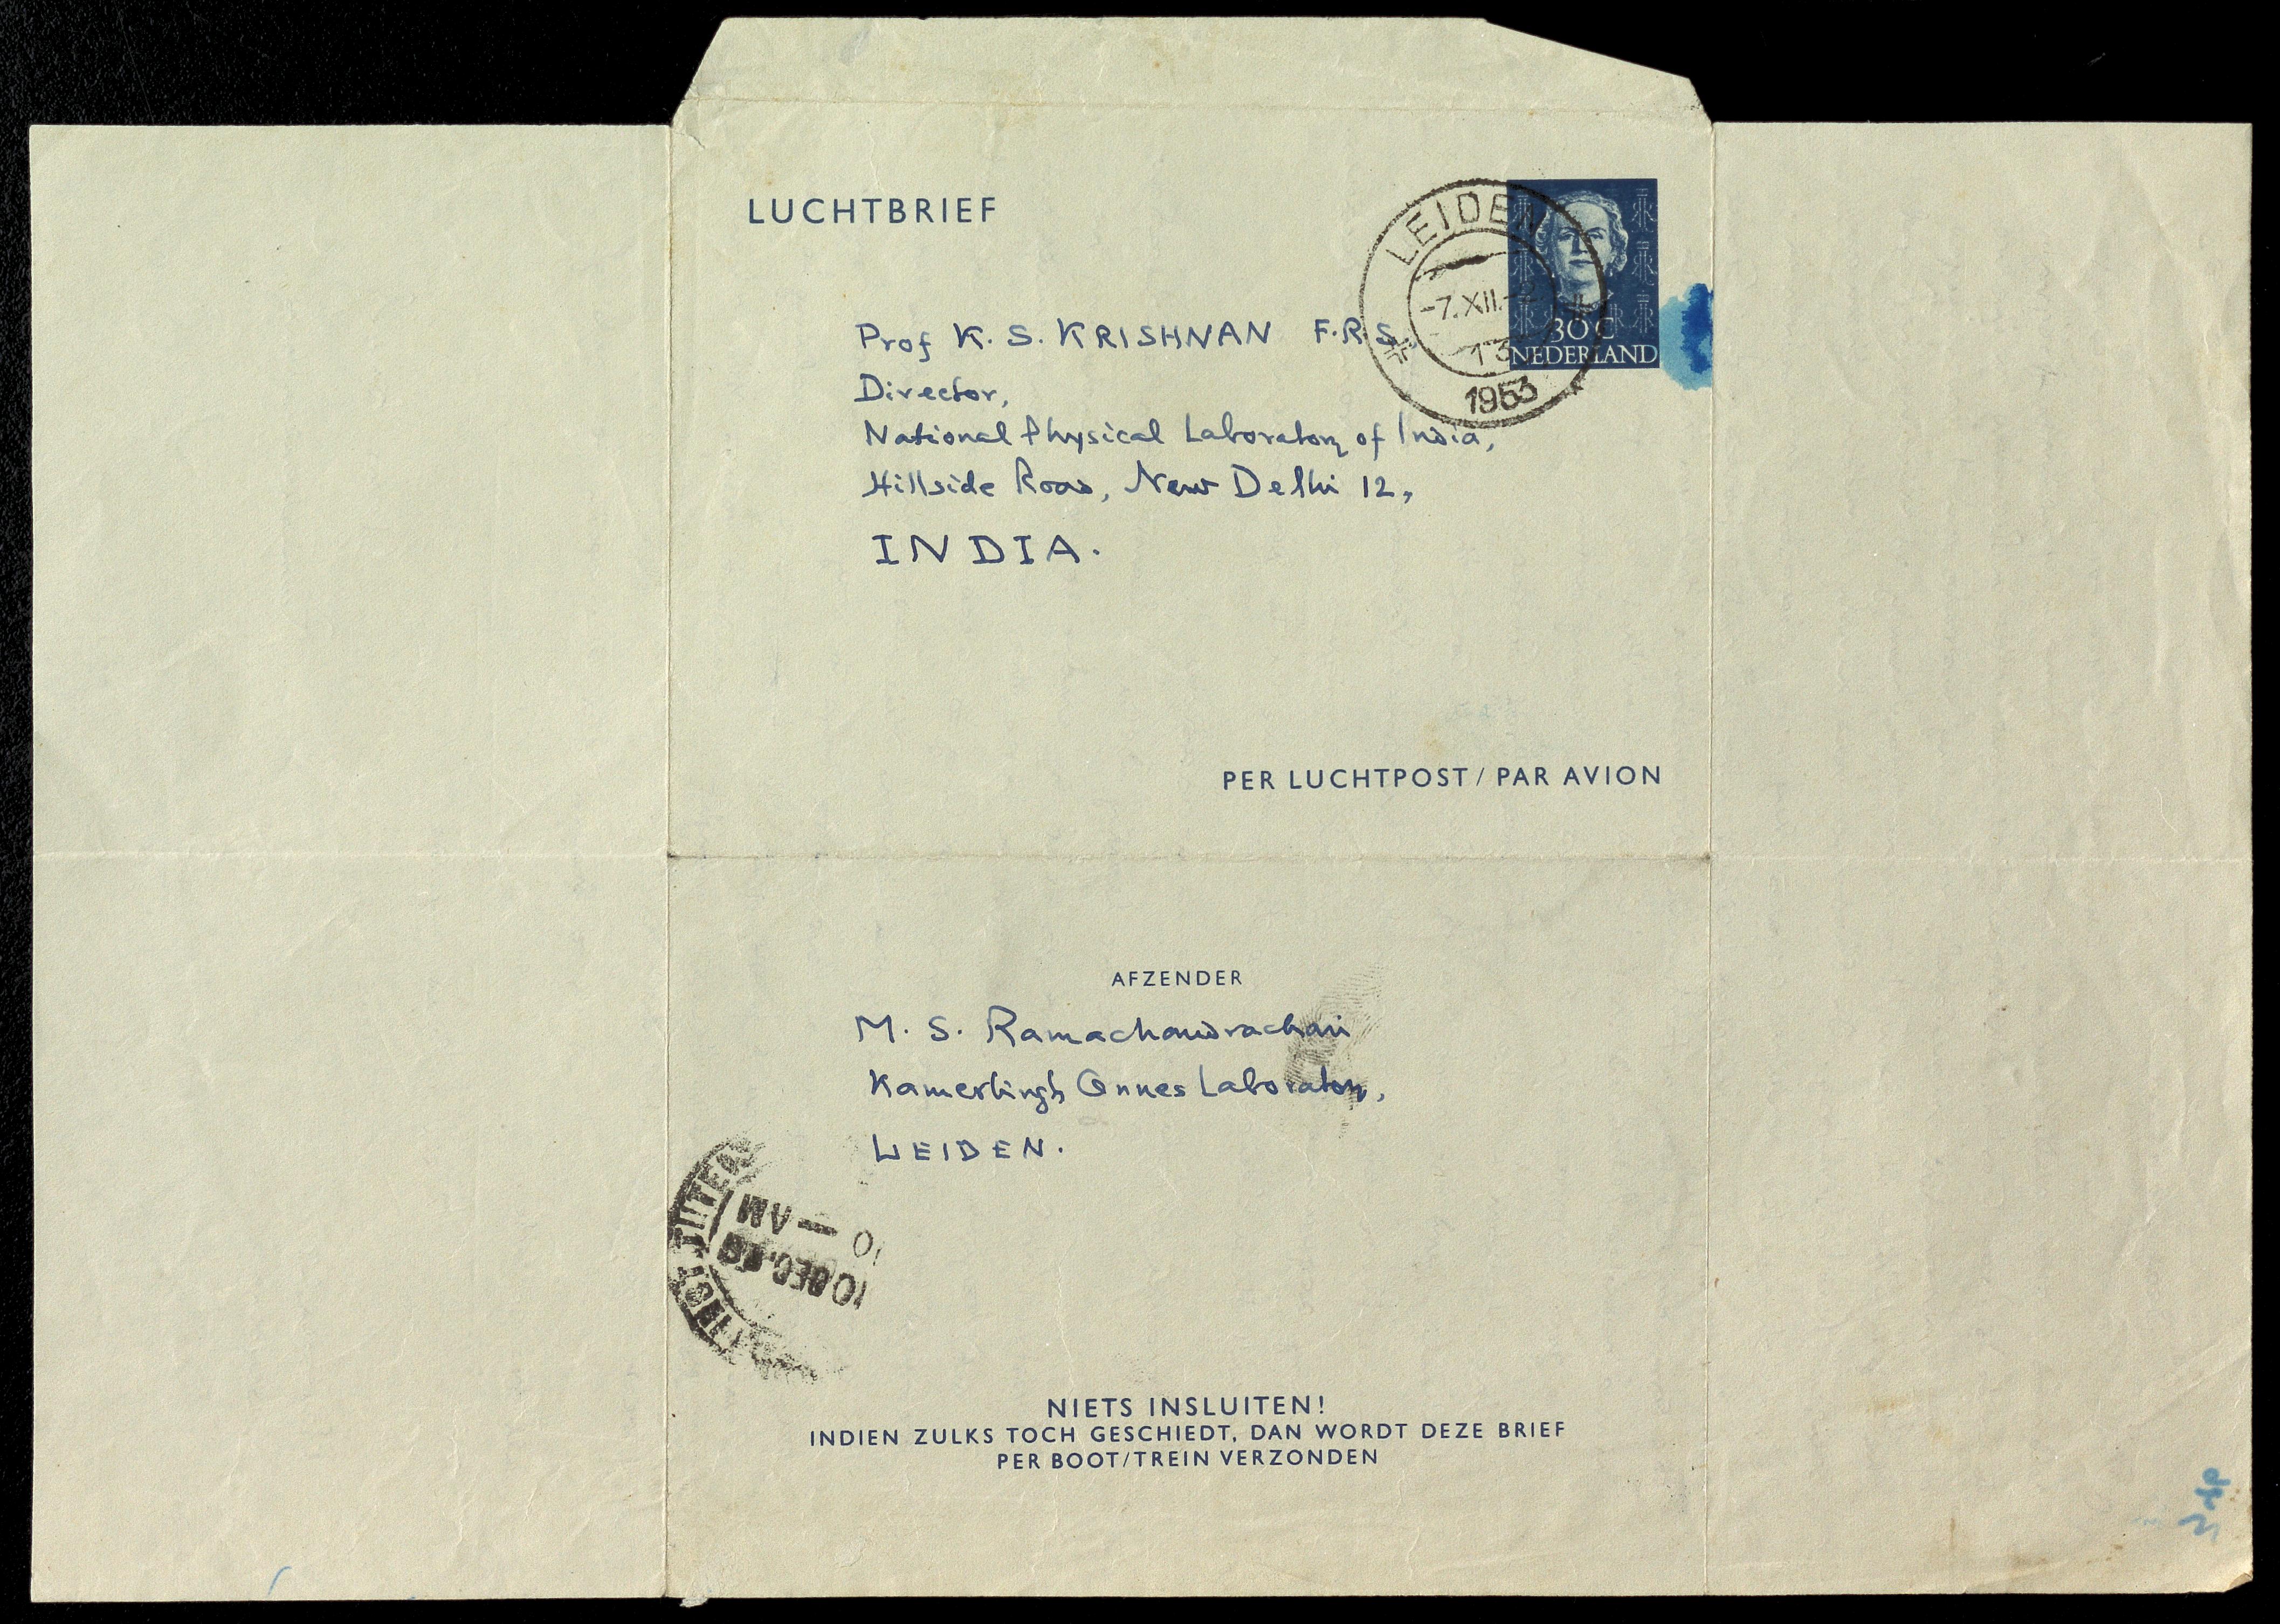 LUCHTBRIEF
LEIDEN
-7.XII.
1953
30 C
NEDERLAND
Prof K. S. KRISHNAN F.R.S.,
Director,
National Physical Laboratory of India,
Hillside Road, New Delhi 12,
INDIA.
PER LUCHTPOST / PAR AVION
AFZENDER
M. S. Ramachandrachari
Kamerlingh Onnes Laboratory,
LEIDEN.
10 — AM
10 DEC.
NIETS INSLUITEN!
INDIEN ZULKS TOCH GESCHIEDT, DAN WORDT DEZE BRIEF
PER BOOT/TREIN VERZONDEN